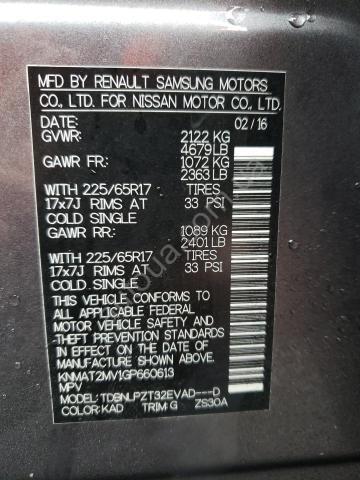 MFD BY RENAULT SAMSUNG MOTORS
CO., LTD. FOR NISSAN MOTOR CO., LTD.
DATE: 02/16
GVWR: 2122 KG
4679 LB
GAWR FR: 1072 KG
2363 LB
WITH 225/65R17 TIRES
17x7J RIMS AT 33 PSI
COLD SINGLE
GAWR RR: 1089 KG
2401 LB
WITH 225/65R17 TIRES
17x7J RIMS AT 33 PSI
COLD SINGLE
THIS VEHICLE CONFORMS TO
ALL APPLICABLE FEDERAL
MOTOR VEHICLE SAFETY
AND THEFT PREVENTION
STANDARDS IN EFFECT ON
THE DATE OF MANUFACTURE
SHOWN ABOVE.
KNMAT2MV1GP660613
MPV
MODEL: TDBNLPZT32EVAD---D
COLOR: KAD TRIM G ZS30A